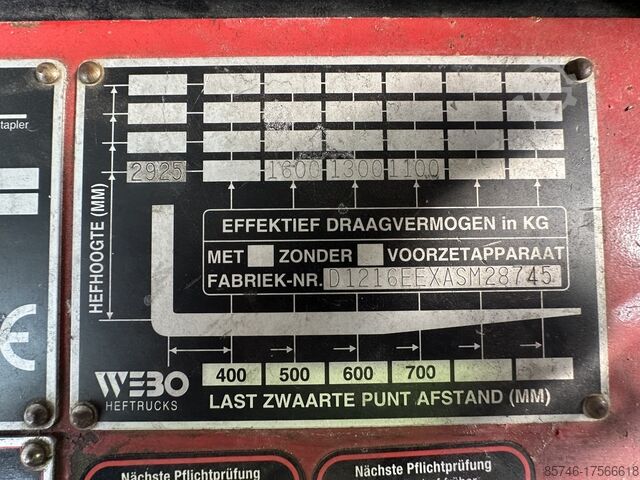 tapler
2925 1600 1300 1100
HEFHOOGTE (MM)
EFFEKTIEF DRAAGVERMOGEN in KG
MET ZONDER VOORZETAPPARAAT
FABRIEK-NR. D1216EEXASM28745
CE
400 500 600 700
WEBO
HEFTRUCKS
LAST ZWAARTE PUNT AFSTAND (MM)
Nächste Pflichtprüfung
Nächste Pflichtprüfung
85746-17566618